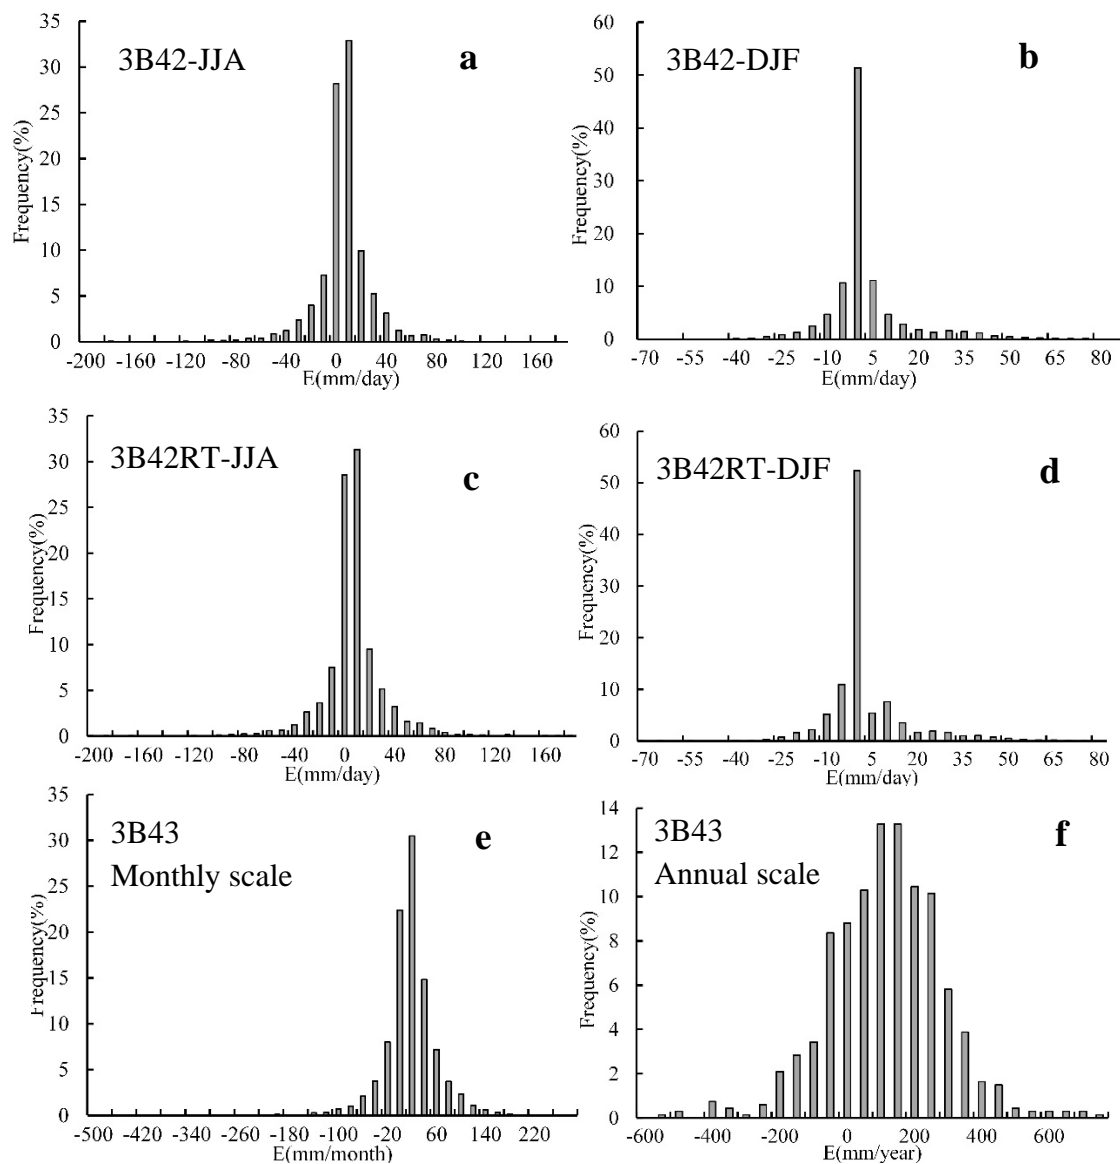 3B42-JJA
a
Frequency(%)
35
30
25
20
15
10
5
0
-200 -160 -120 -80 -40 0 40 80 120 160
E(mm/day)
3B42-DJF
b
Frequency(%)
60
50
40
30
20
10
0
-70 -55 -40 -25 -10 5 20 35 50 65 80
E(mm/day)
3B42RT-JJA
c
Frequency(%)
35
30
25
20
15
10
5
0
-200 -160 -120 -80 -40 0 40 80 120 160
E(mm/day)
3B42RT-DJF
d
Frequency(%)
60
50
40
30
20
10
0
-70 -55 -40 -25 -10 5 20 35 50 65 80
E(mm/day)
3B43
e
Monthly scale
Frequency(%)
35
30
25
20
15
10
5
0
-500 -420 -340 -260 -180 -100 -20 60 140 220
E(mm/month)
3B43
f
Annual scale
Frequency(%)
14
12
10
8
6
4
2
0
-600 -400 -200 0 200 400 600
E(mm/year)